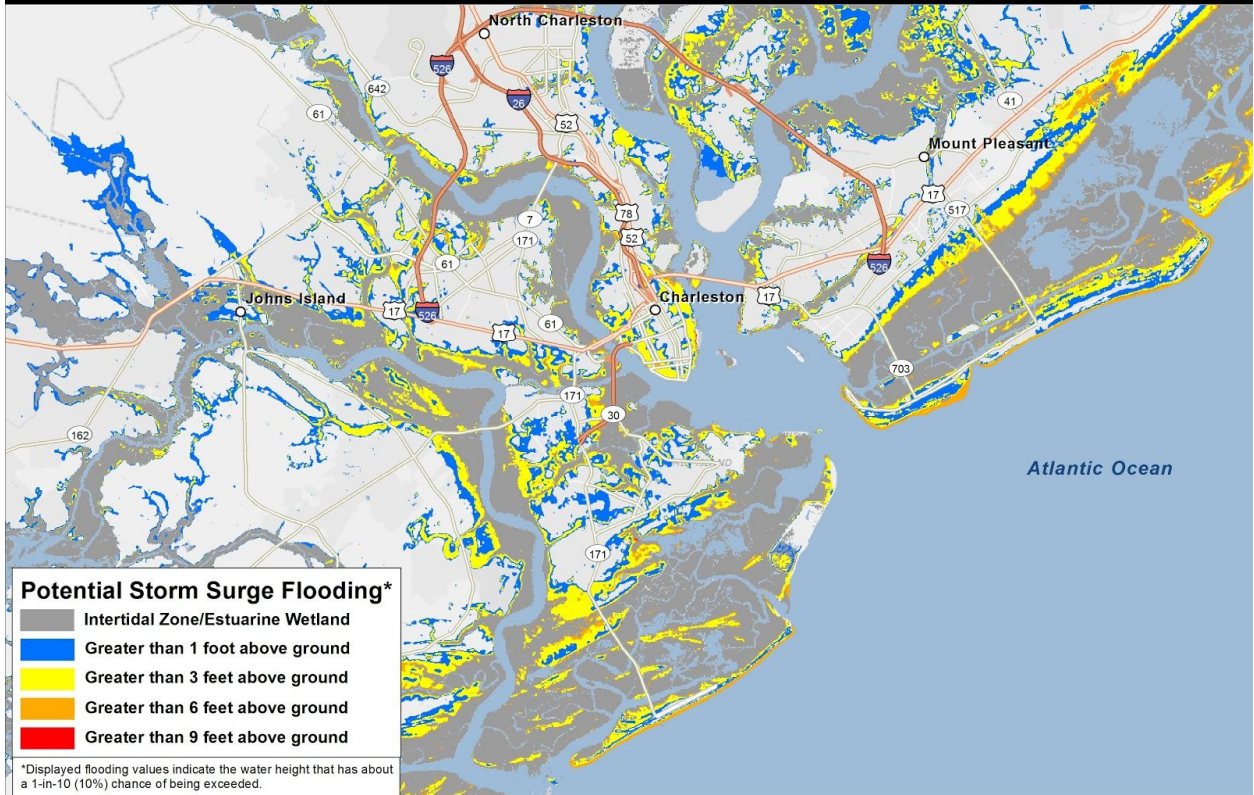 North Charleston
526
642
61
26
41
52
Mount Pleasant
17
7
78
517
171
52
61
526
Johns Island
Charleston
17
526
17
17
61
703
171
30
162
Atlantic Ocean
171
Potential Storm Surge Flooding*
Intertidal Zone/Estuarine Wetland
Greater than 1 foot above ground
Greater than 3 feet above ground
Greater than 6 feet above ground
Greater than 9 feet above ground
*Displayed flooding values indicate the water height that has about
a 1-in-10 (10%) chance of being exceeded.